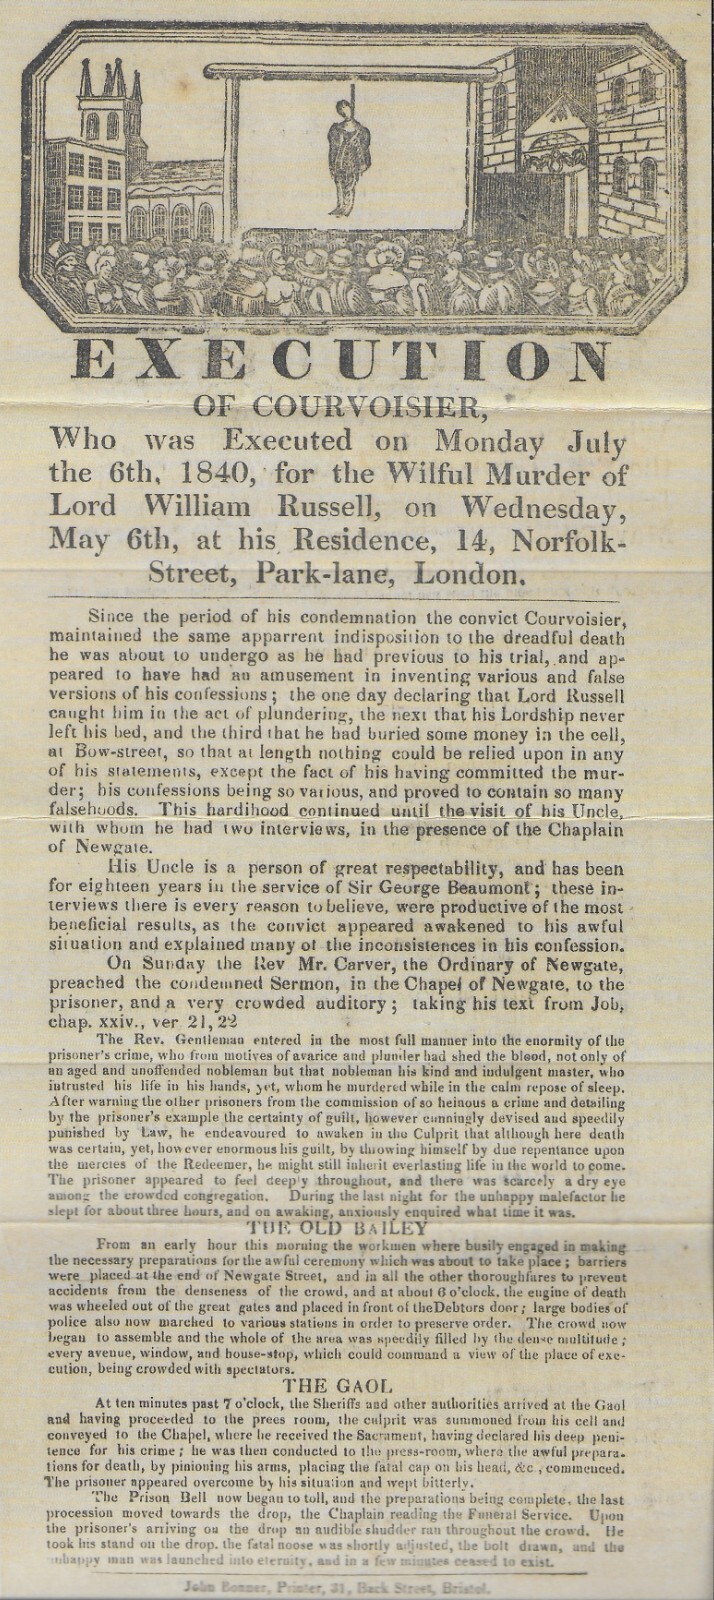 EXECUTION
OF COURVOISIER,
Who was Executed on Monday July
the 6th, 1840, for the Wilful Murder of
Lord William Russell, on Wednesday,
May 6th, at his Residence, 14, Norfolk-
Street, Park-lane, London.
Since the period of his condemnation the convict Courvoisier,
maintained the same apparrent indisposition to the dreadful death
he was about to undergo as he had previous to his trial, and ap-
peared to have had an amusement in inventing various and false
versions of his confessions; the one day declaring that Lord Russell
caught him in the act of plundering, the next that his Lordship never
left his bed, and the third that he had buried some money in the cell,
at Bow-street, so that at length nothing could be relied upon in any
of his statements, except the fact of his having committed the mur-
der; his confessions being so various, and proved to contain so many
falsehoods. This hardihood continued until the visit of his Uncle,
with whom he had two interviews, in the presence of the Chaplain
of Newgate.
His Uncle is a person of great respectability, and has been
for eighteen years in the service of Sir George Beaumont; these in-
terviews there is every reason to believe, were productive of the most
beneficial results, as the convict appeared awakened to his awful
situation and explained many of the inconsistences in his confession.
On Sunday the Rev Mr. Carver, the Ordinary of Newgate,
preached the condemned Sermon, in the Chapel of Newgate, to the
prisoner, and a very crowded auditory; taking his text from Job,
chap. xxiv., ver 21, 22
The Rev. Gentleman entered in the most full manner into the enormity of the
prisoner's crime, who from motives of avarice and plunder had shed the blood, not only of
an aged and unoffended nobleman but that nobleman his kind and indulgent master, who
intrusted his life in his hands, yet, whom he murdered while in the calm repose of sleep.
After warning the other prisoners from the commission of so heinous a crime and detailing
by the prisoner's example the certainty of guilt, however cunningly devised and speedily
punished by Law, he endeavoured to awaken in the Culprit that although here death
was certain, yet, however enormous his guilt, by throwing himself by due repentance upon
the mercies of the Redeemer, he might still inherit everlasting life in the world to come.
The prisoner appeared to feel deeply throughout, and there was scarcely a dry eye
among the crowded congregation. During the last night for the unhappy malefactor he
slept for about three hours, and on awaking, anxiously enquired what time it was.
THE OLD BAILEY
From an early hour this morning the workmen where busily engaged in making
the necessary preparations for the awful ceremony which was about to take place; barriers
were placed at the end of Newgate Street, and in all the other thoroughfares to prevent
accidents from the denseness of the crowd, and at about 6 o'clock, the engine of death
was wheeled out of the great gates and placed in front of theDebtors door; large bodies of
police also now marched to various stations in order to preserve order. The crowd now
began to assemble and the whole of the area was speedily filled by the dense multitude;
every avenue, window, and house-stop, which could command a view of the place of exe-
cution, being crowded with spectators.
THE GAOL
At ten minutes past 7 o'clock, the Sheriffs and other authorities arrived at the Gaol
and having proceeded to the prees room, the culprit was summoned from his cell and
conveyed to the Chapel, where he received the Sacrament, having declared his deep peni-
tence for his crime; he was then conducted to the press-room, where the awful prepara-
tions for death, by pinioning his arms, placing the fatal cap on his head, &c, commenced.
The prisoner appeared overcome by his situation and wept bitterly.
The Prison Bell now began to toll, and the preparations being complete, the last
procession moved towards the drop, the Chaplain reading the Funeral Service. Upon
the prisoner's arriving on the drop an audible shudder ran throughout the crowd. He
took his stand on the drop. the fatal noose was shortly adjusted, the bolt drawn, and the
unhappy man was launched into eternity, and in a few minutes ceased to exist.
John Bonner, Printer, 31, Back Street, Bristol.